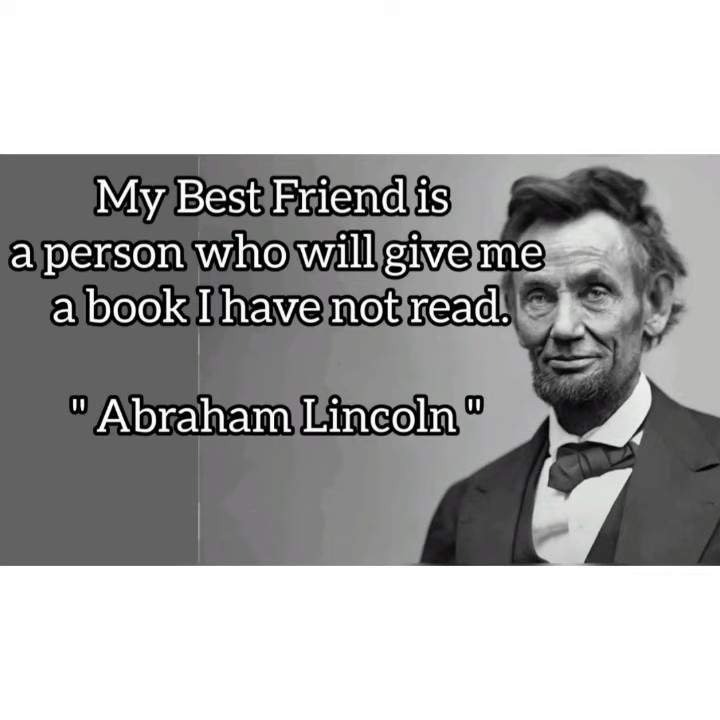 My Best Friend is
a person who will give me
a book I have not read.
" Abraham Lincoln "